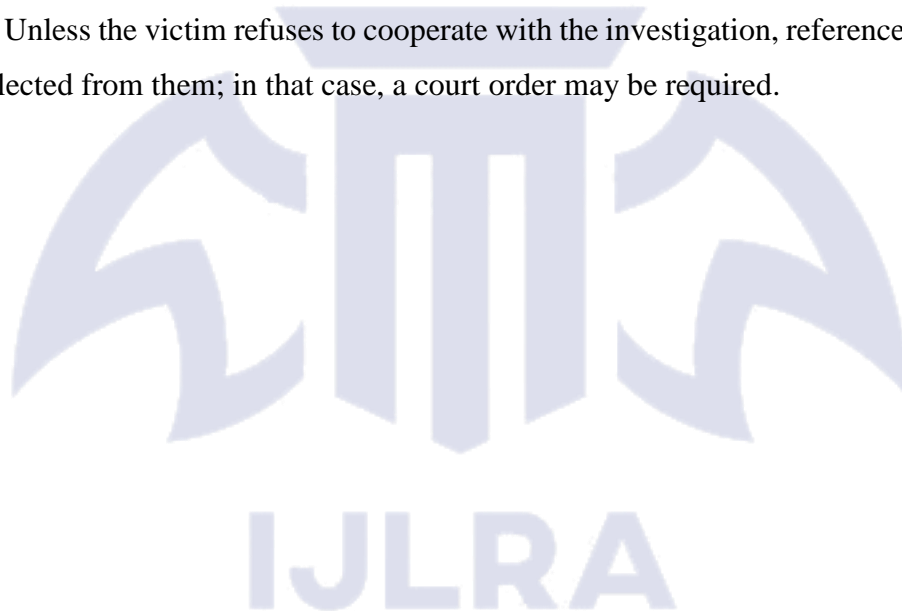 Unless the victim refuses to cooperate with the investigation, reference
lected from them; in that case, a court order may be required.
IJLRA